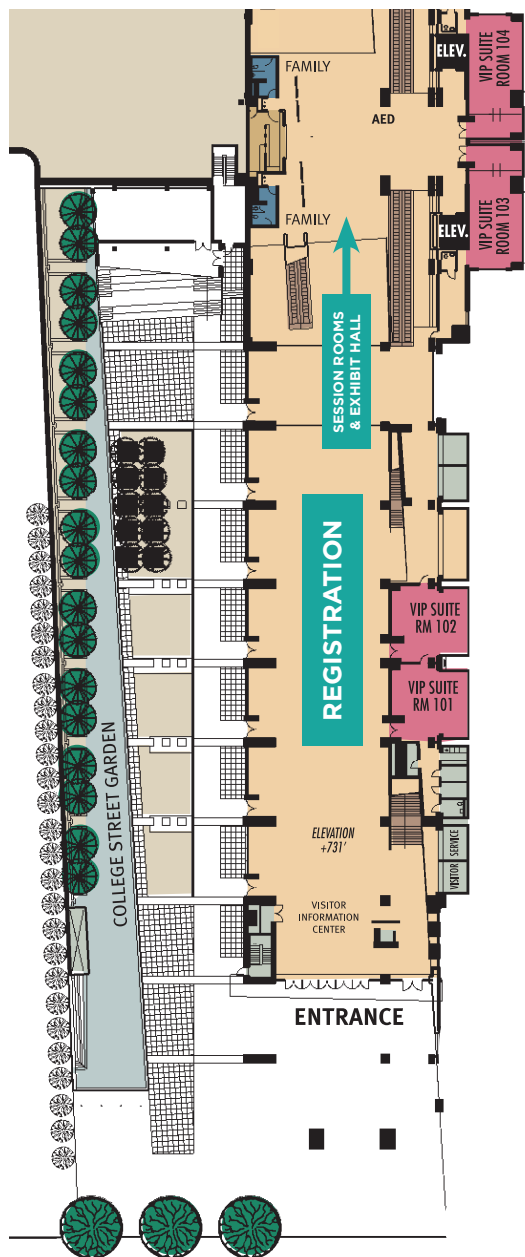 FAMILY
ELEV.
VIP SUITE
ROOM 104
AED
FAMILY
ELEV.
VIP SUITE
ROOM 103
SESSION ROOMS
& EXHIBIT HALL
REGISTRATION
VIP SUITE
RM 102
VIP SUITE
RM 101
COLLEGE STREET GARDEN
ELEVATION
+731'
VISITOR SERVICE
VISITOR
INFORMATION
CENTER
ENTRANCE